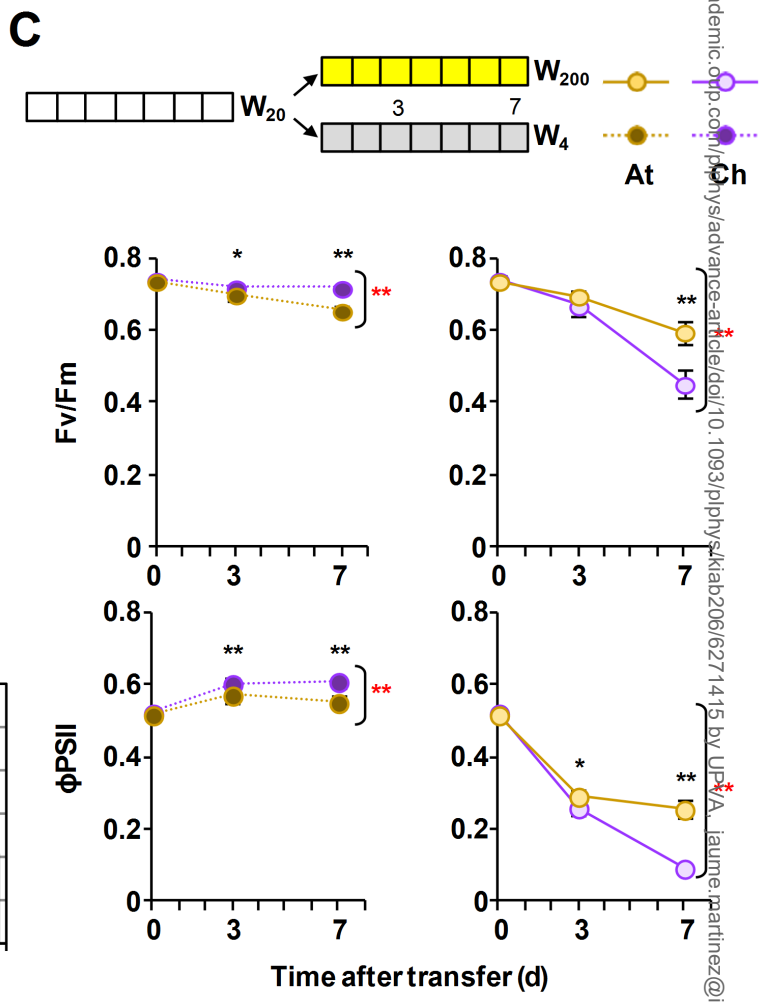 C
W20
W200
3 7
W4
At Ch
0.8 * **
0.6 **
0.4
0.2
0
0 3 7
Fv/Fm
0.8
0.6 **
0.4 **
0.2
0
0 3 7
0.8
0.6 ** **
0.4 **
0.2
0
0 3 7
ϕPSII
0.8
0.6
0.4 * **
0.2 **
0
0 3 7
Time after transfer (d)
ademic.oup.com/plphys/advance-article/doi/10.1093/plphys/kiab206/6271415 by UPVA, jaume.martinez@i